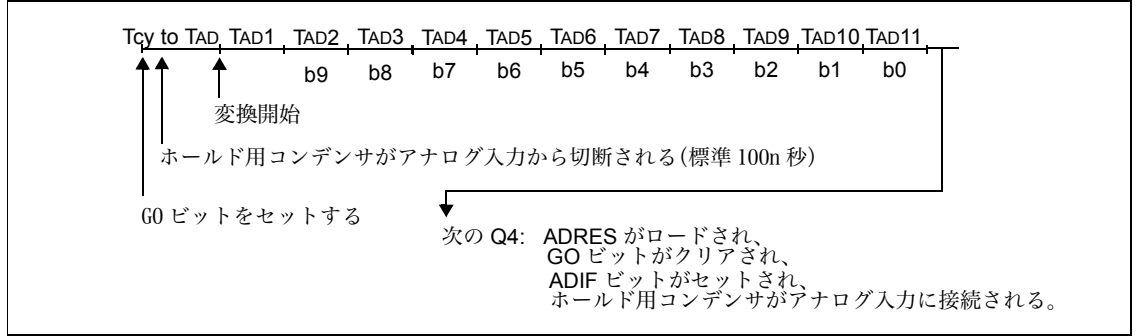 Tcy to TAD TAD1 TAD2 TAD3 TAD4 TAD5 TAD6 TAD7 TAD8 TAD9 TAD10 TAD11
b9 b8 b7 b6 b5 b4 b3 b2 b1 b0
変換開始
ホールド用コンデンサがアナログ入力から切断される(標準 100n 秒)
GO ビットをセットする
次の Q4: ADRES がロードされ、
GO ビットがクリアされ、
ADIF ビットがセットされ、
ホールド用コンデンサがアナログ入力に接続される。